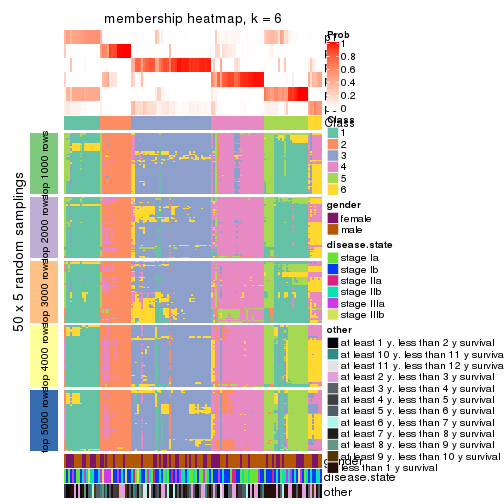 membership heatmap, k = 6
Prob
1
0.8
0.6
0.4
0.2
0
Class
Class
1
2
3
4
5
6
gender
female
male
disease.state
stage Ia
stage Ib
stage IIa
stage IIb
stage IIIa
stage IIIb
other
at least 1 y. less than 2 y survival
at least 10 y. less than 11 y survival
at least 11 y. less than 12 y survival
at least 2 y. less than 3 y survival
at least 3 y. less than 4 y survival
at least 4 y. less than 5 y survival
at least 5 y. less than 6 y survival
at least 6 y. less than 7 y survival
at least 7 y. less than 8 y survival
at least 8 y. less than 9 y survival
at least 9 y. less than 10 y survival
less than 1 y survival
gender
disease.state
other
50 x 5 random samplings
top 1000 rows
top 2000 rows
top 3000 rows
top 4000 rows
top 5000 rows